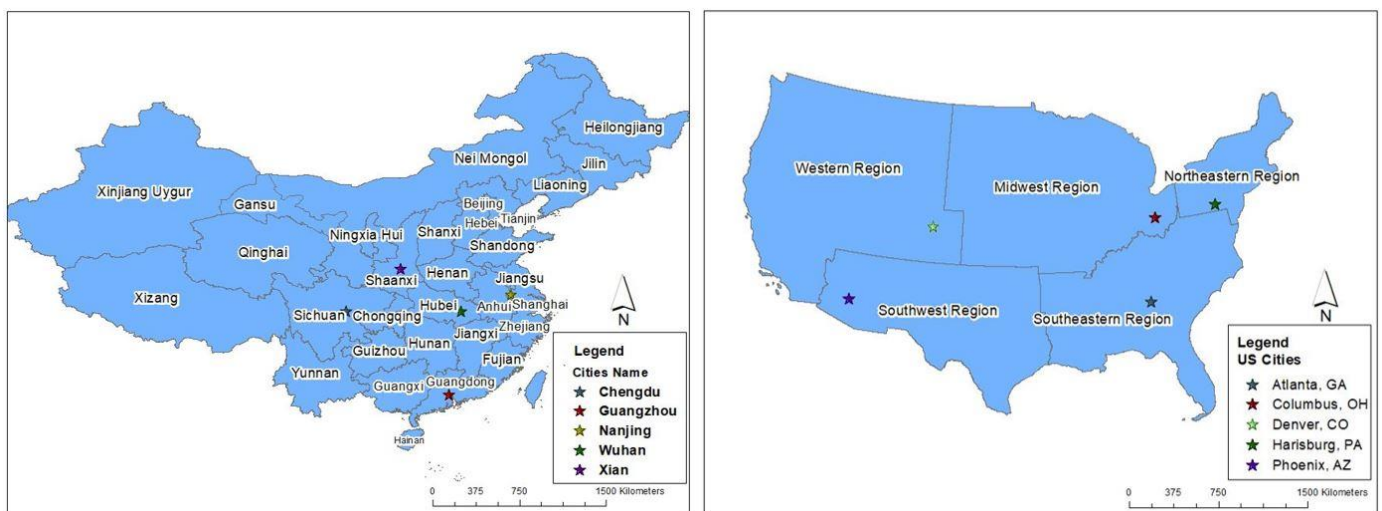 Heilongjiang
Nei Mongol
Jilin
Liaoning
Xinjiang Uygur
Gansu
Beijing
Tianjin
Hebei
Ningxia Hui
Shanxi
Shandong
Qinghai
Shaanxi
Henan
Jiangsu
Xizang
Sichuan
Chongqing
Hubei
Anhui
Shanghai
Zhejiang
Jiangxi
Hunan
Guizhou
Fujian
Yunnan
Guangxi
Guangdong
Hainan
N
Legend
Cities Name
Chengdu
Guangzhou
Nanjing
Wuhan
Xian
0 375 750 1500 Kilometers
Western Region
Midwest Region
Northeastern Region
Southwest Region
Southeastern Region
N
Legend
US Cities
Atlanta, GA
Columbus, OH
Denver, CO
Harisburg, PA
Phoenix, AZ
0 375 750 1500 Kilometers